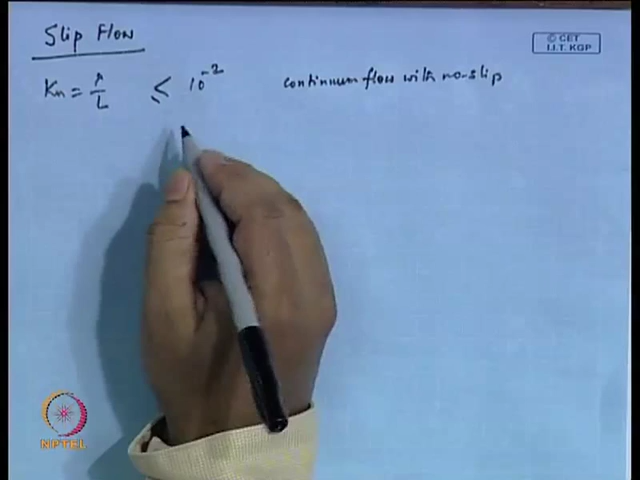 Slip Flow
© CET
I.I.T. KGP
Kn = λ/L ≤ 10⁻² continuum flow with no-slip
NPTEL